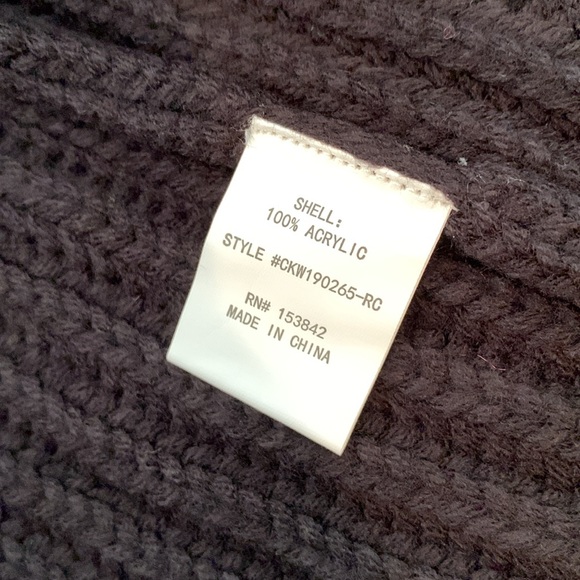 SHELL:
100% ACRYLIC
STYLE #CKW190265-RC
RN# 153842
MADE IN CHINA